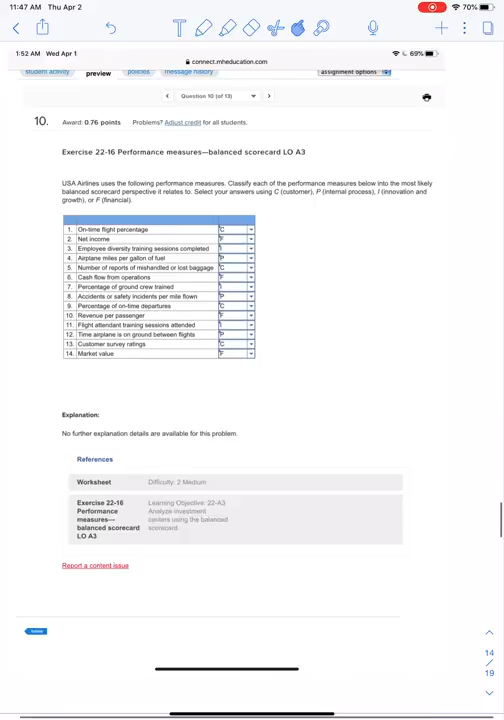 11:47 AM Thu Apr 2
70%
1:52 AM Wed Apr 1
69%
connect.mheducation.com
student activity
preview
policies
message history
assignment options
Question 10 (of 13)
10.
Award: 0.76 points
Problems? Adjust credit for all students.
Exercise 22-16 Performance measures—balanced scorecard LO A3
USA Airlines uses the following performance measures. Classify each of the performance measures below into the most likely
balanced scorecard perspective it relates to. Select your answers using C (customer), P (internal process), I (innovation and
growth), or F (financial).
1. On-time flight percentage C
2. Net income F
3. Employee diversity training sessions completed I
4. Airplane miles per gallon of fuel P
5. Number of reports of mishandled or lost baggage C
6. Cash flow from operations F
7. Percentage of ground crew trained I
8. Accidents or safety incidents per mile flown P
9. Percentage of on-time departures C
10. Revenue per passenger F
11. Flight attendant training sessions attended I
12. Time airplane is on ground between flights P
13. Customer survey ratings C
14. Market value F
Explanation:
No further explanation details are available for this problem.
References
Worksheet Difficulty: 2 Medium
Exercise 22-16 Learning Objective: 22-A3
Performance Analyze investment
measures— centers using the balanced
balanced scorecard scorecard.
LO A3
Report a content issue
14
/
19